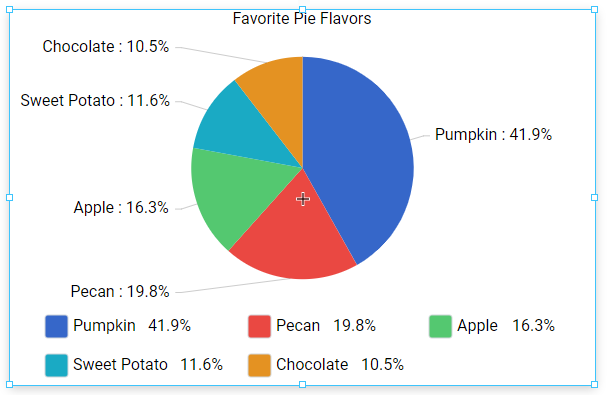 Favorite Pie Flavors
Chocolate : 10.5%
Sweet Potato : 11.6%
Pumpkin : 41.9%
Apple : 16.3%
Pecan : 19.8%
Pumpkin 41.9% Pecan 19.8% Apple 16.3%
Sweet Potato 11.6% Chocolate 10.5%